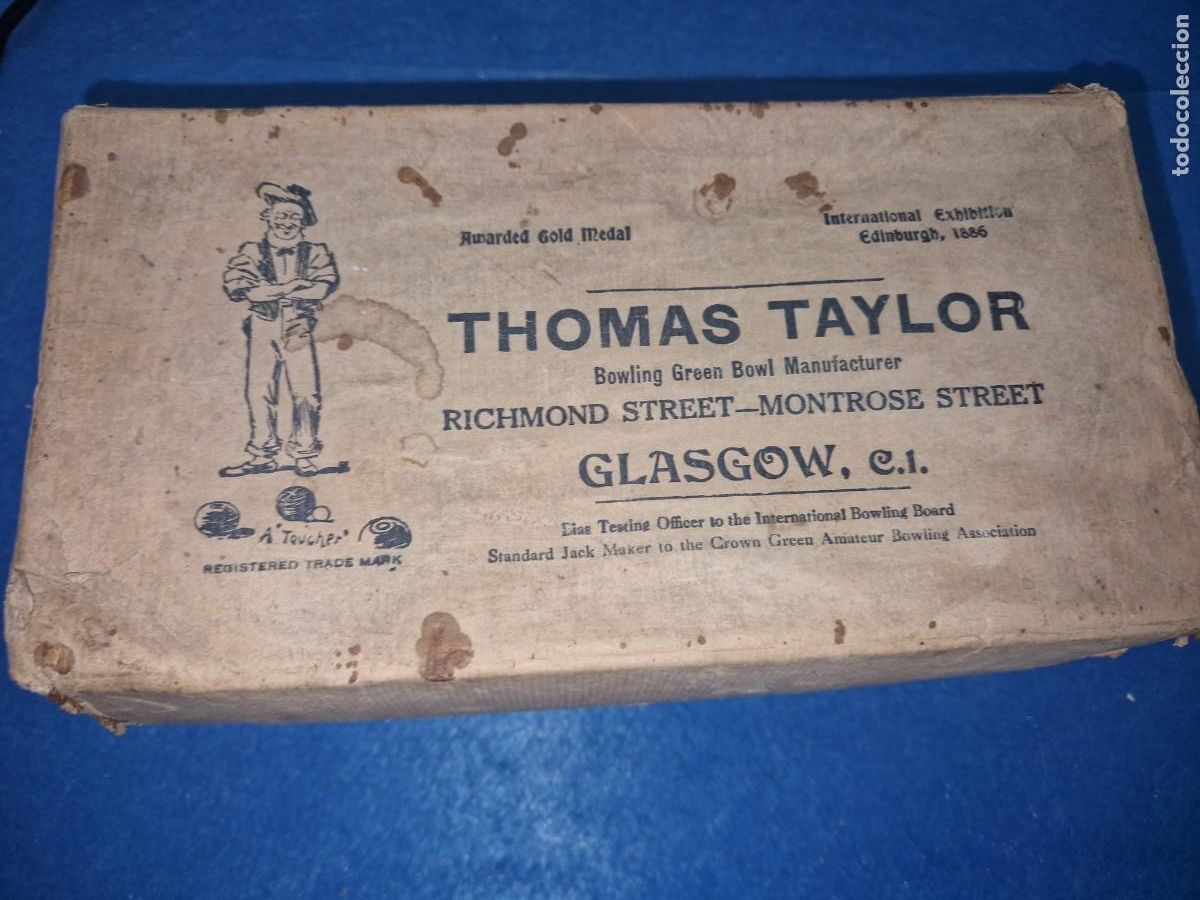 Awarded Gold Medal
International Exhibition
Edinburgh, 1886
THOMAS TAYLOR
Bowling Green Bowl Manufacturer
RICHMOND STREET—MONTROSE STREET
GLASGOW, C.1.
Bias Testing Officer to the International Bowling Board
Standard Jack Maker to the Crown Green Amateur Bowling Association
A "Toucher"
REGISTERED TRADE MARK
todocoleccion